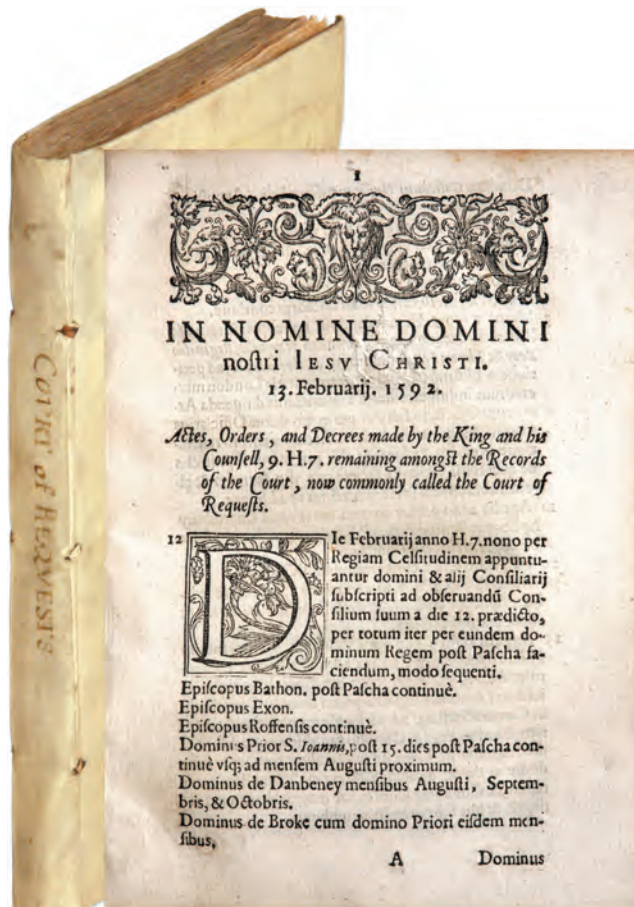 COVRT of REQVESTS
1
IN NOMINE DOMINI
noſtri IESV CHRISTI.
13. Februarij. 1592.
Actes, Orders, and Decrees made by the King and his
Counſell, 9. H.7. remaining amongſt the Records
of the Court, now commonly called the Court of
Requeſts.
12 DIe Februarij anno H.7. nono per
Regiam Celſitudinem appuntu-
antur domini & alij Conſiliarij
ſubſcripti ad obſeruandũ Con-
ſilium ſuum a die 12. prædicto,
per totum iter per eundem do-
minum Regem poſt Paſcha fa-
ciendum, modo ſequenti.
Epiſcopus Bathon. poſt Paſcha continuè.
Epiſcopus Exon.
Epiſcopus Roffenſis continuè.
Dominus Prior S. Ioannis, poſt 15. dies poſt Paſcha con-
tinuè vſq; ad menſem Auguſti proximum.
Dominus de Danbeney menſibus Auguſti, Septem-
bris, & Octobris.
Dominus de Broke cum domino Priori eiſdem men-
ſibus,
A Dominus